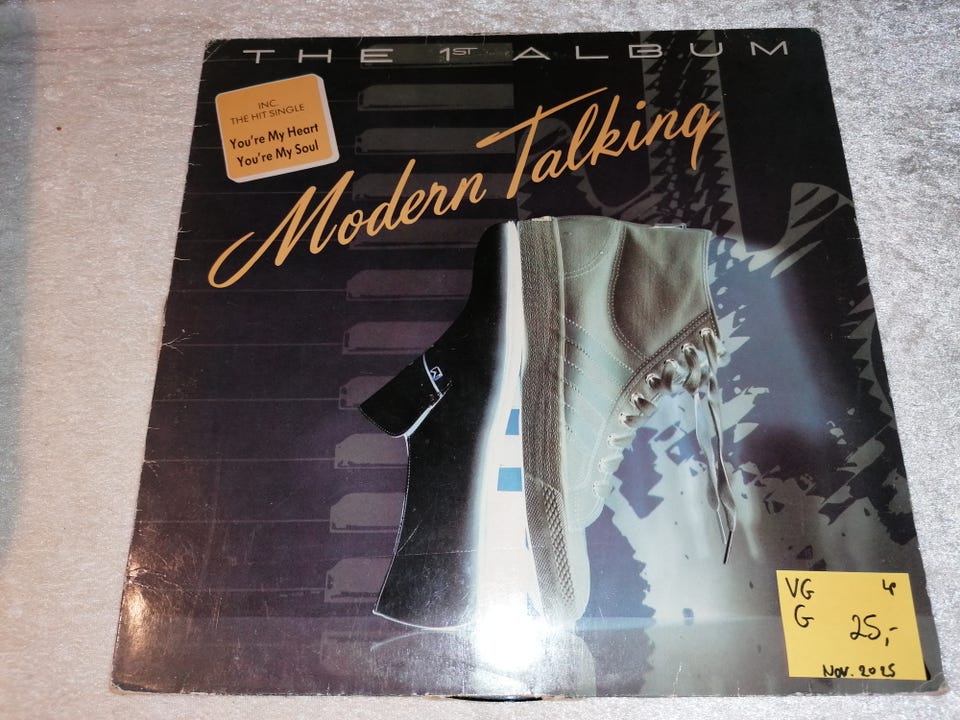 THE 1ST ALBUM
INC.
THE HIT SINGLE
You're My Heart
You're My Soul
Modern Talking
VG
G
25,-
Nov. 2025